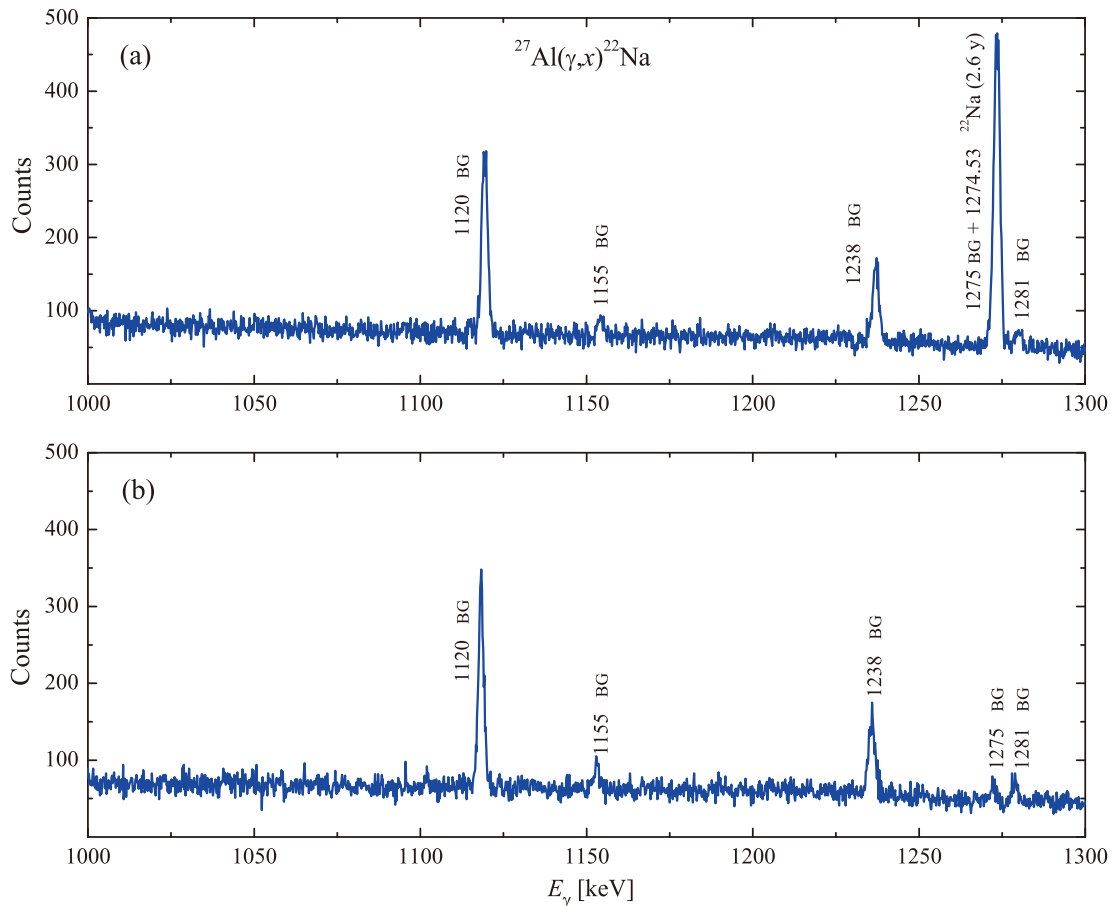 (a)
²⁷Al(γ,x)²²Na
Counts
500
400
300
200
100
1120 BG
1155 BG
1238 BG
1275 BG + 1274.53 ²²Na (2.6 y)
1281 BG
1000
1050
1100
1150
1200
1250
1300
(b)
Counts
500
400
300
200
100
1120 BG
1155 BG
1238 BG
1275 BG
1281 BG
1000
1050
1100
1150
1200
1250
1300
Eγ [keV]